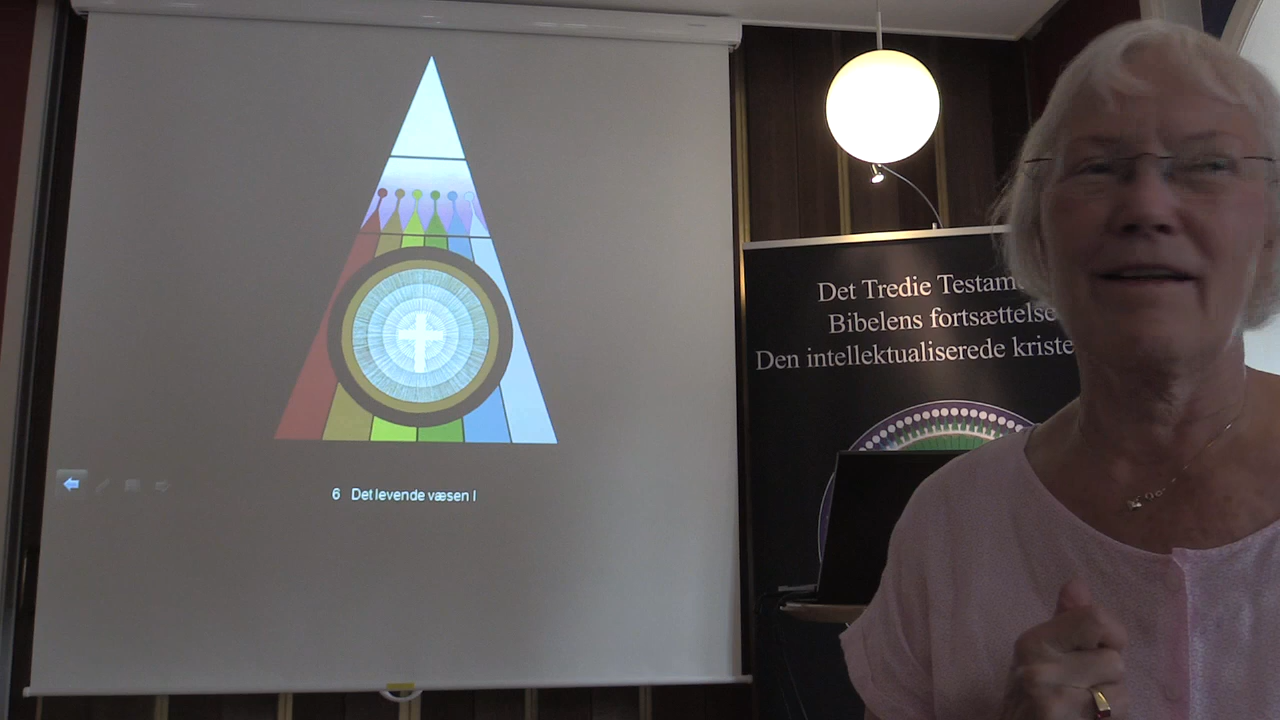 6 Det levende væsen I
Det Tredie Testam
Bibelens fortsættelse
Den intellektualiserede kriste